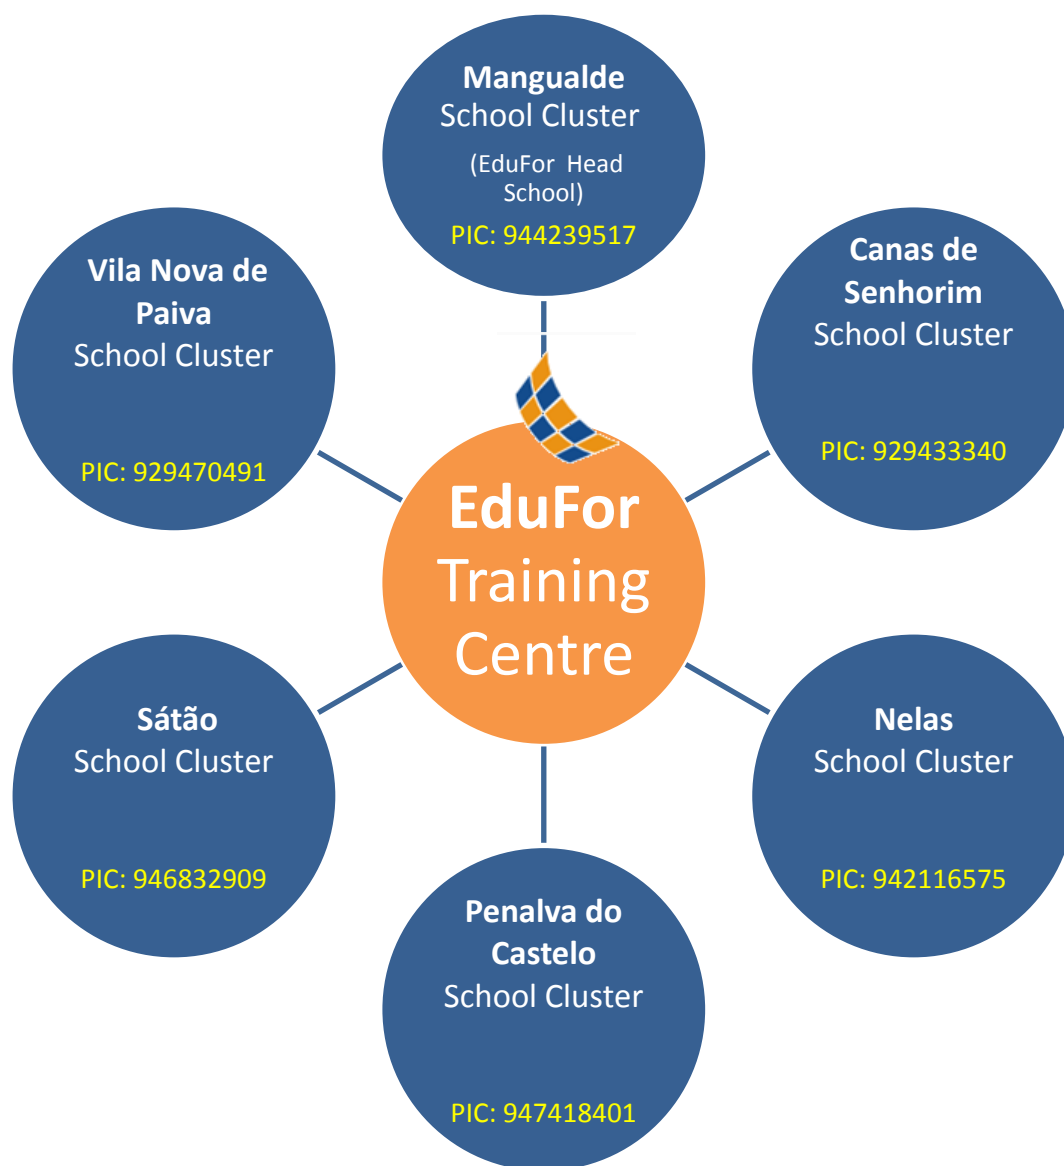 Mangualde
School Cluster
(EduFor Head
School)
PIC: 944239517
Canas de
Senhorim
School Cluster
PIC: 929433340
Vila Nova de
Paiva
School Cluster
PIC: 929470491
EduFor
Training
Centre
Sátão
School Cluster
PIC: 946832909
Nelas
School Cluster
PIC: 942116575
Penalva do
Castelo
School Cluster
PIC: 947418401